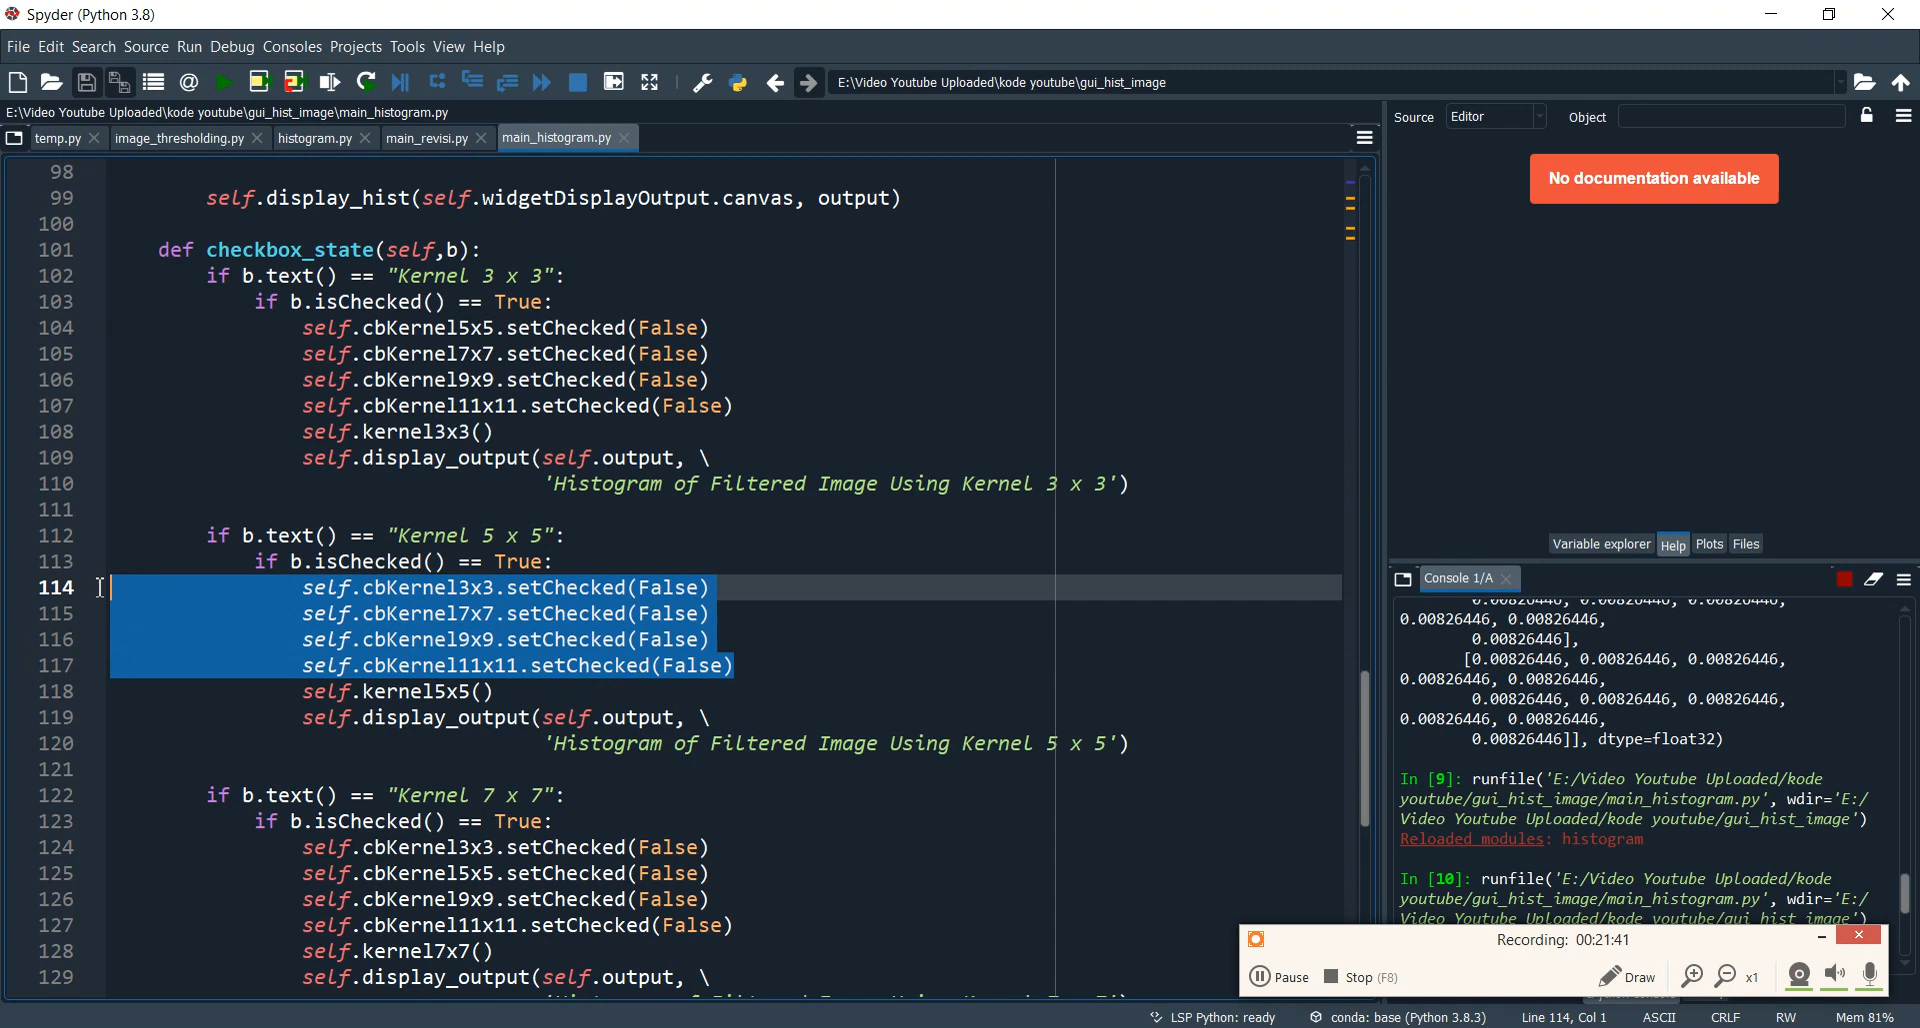 Spyder (Python 3.8)
File Edit Search Source Run Debug Consoles Projects Tools View Help
E:\Video Youtube Uploaded\kode youtube\gui_hist_image
E:\Video Youtube Uploaded\kode youtube\gui_hist_image\main_histogram.py
temp.py image_thresholding.py histogram.py main_revisi.py main_histogram.py
98
99 self.display_hist(self.widgetDisplayOutput.canvas, output)
100
101 def checkbox_state(self,b):
102 if b.text() == "Kernel 3 x 3":
103 if b.isChecked() == True:
104 self.cbKernel5x5.setChecked(False)
105 self.cbKernel7x7.setChecked(False)
106 self.cbKernel9x9.setChecked(False)
107 self.cbKernel11x11.setChecked(False)
108 self.kernel3x3()
109 self.display_output(self.output, \
110 'Histogram of Filtered Image Using Kernel 3 x 3')
111
112 if b.text() == "Kernel 5 x 5":
113 if b.isChecked() == True:
114 self.cbKernel3x3.setChecked(False)
115 self.cbKernel7x7.setChecked(False)
116 self.cbKernel9x9.setChecked(False)
117 self.cbKernel11x11.setChecked(False)
118 self.kernel5x5()
119 self.display_output(self.output, \
120 'Histogram of Filtered Image Using Kernel 5 x 5')
121
122 if b.text() == "Kernel 7 x 7":
123 if b.isChecked() == True:
124 self.cbKernel3x3.setChecked(False)
125 self.cbKernel5x5.setChecked(False)
126 self.cbKernel9x9.setChecked(False)
127 self.cbKernel11x11.setChecked(False)
128 self.kernel7x7()
129 self.display_output(self.output, \
Source Editor Object
No documentation available
Variable explorer Help Plots Files
Console 1/A
0.00826446, 0.00826446, 0.00826446,
0.00826446, 0.00826446,
0.00826446],
[0.00826446, 0.00826446, 0.00826446,
0.00826446, 0.00826446,
0.00826446, 0.00826446, 0.00826446,
0.00826446, 0.00826446,
0.00826446]], dtype=float32)
In [9]: runfile('E:/Video Youtube Uploaded/kode
youtube/gui_hist_image/main_histogram.py', wdir='E:/
Video Youtube Uploaded/kode youtube/gui_hist_image')
Reloaded modules: histogram
In [10]: runfile('E:/Video Youtube Uploaded/kode
youtube/gui_hist_image/main_histogram.py', wdir='E:/
Video Youtube Uploaded/kode youtube/gui_hist_image')
Recording: 00:21:41
Pause Stop (F8) Draw x1
LSP Python: ready conda: base (Python 3.8.3) Line 114, Col 1 ASCII CRLF RW Mem 81%